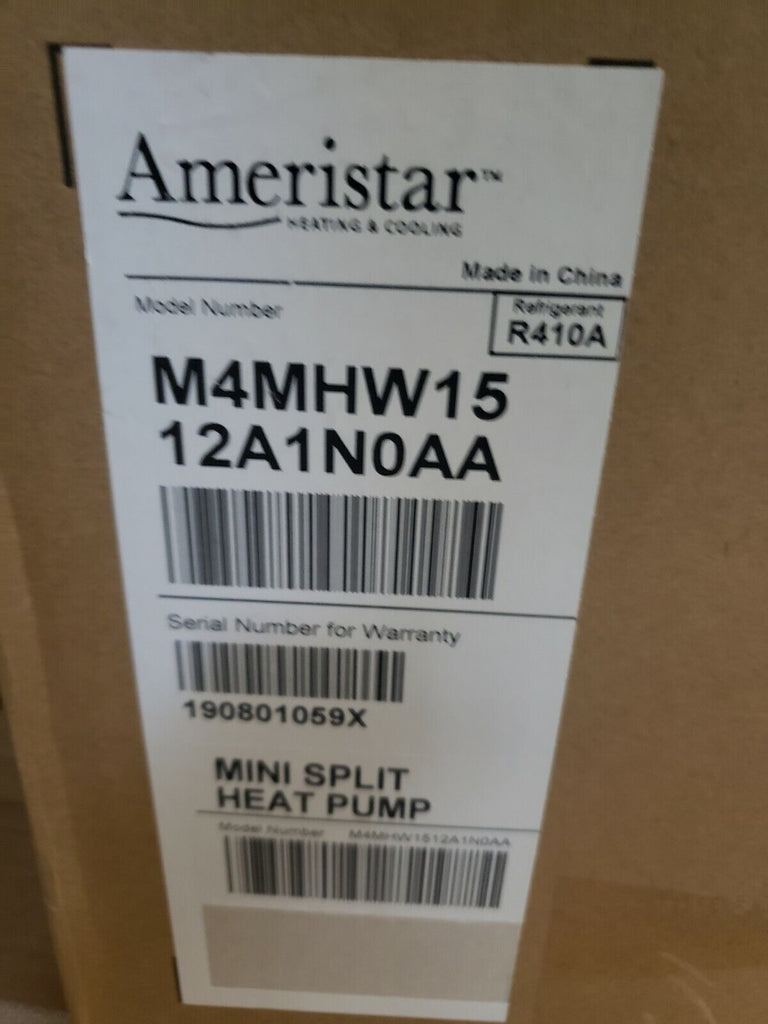 Ameristar™
HEATING & COOLING
Made in China
Model Number
Refrigerant
R410A
M4MHW15
12A1N0AA
Serial Number for Warranty
190801059X
MINI SPLIT
HEAT PUMP
Model Number M4MHW1512A1N0AA